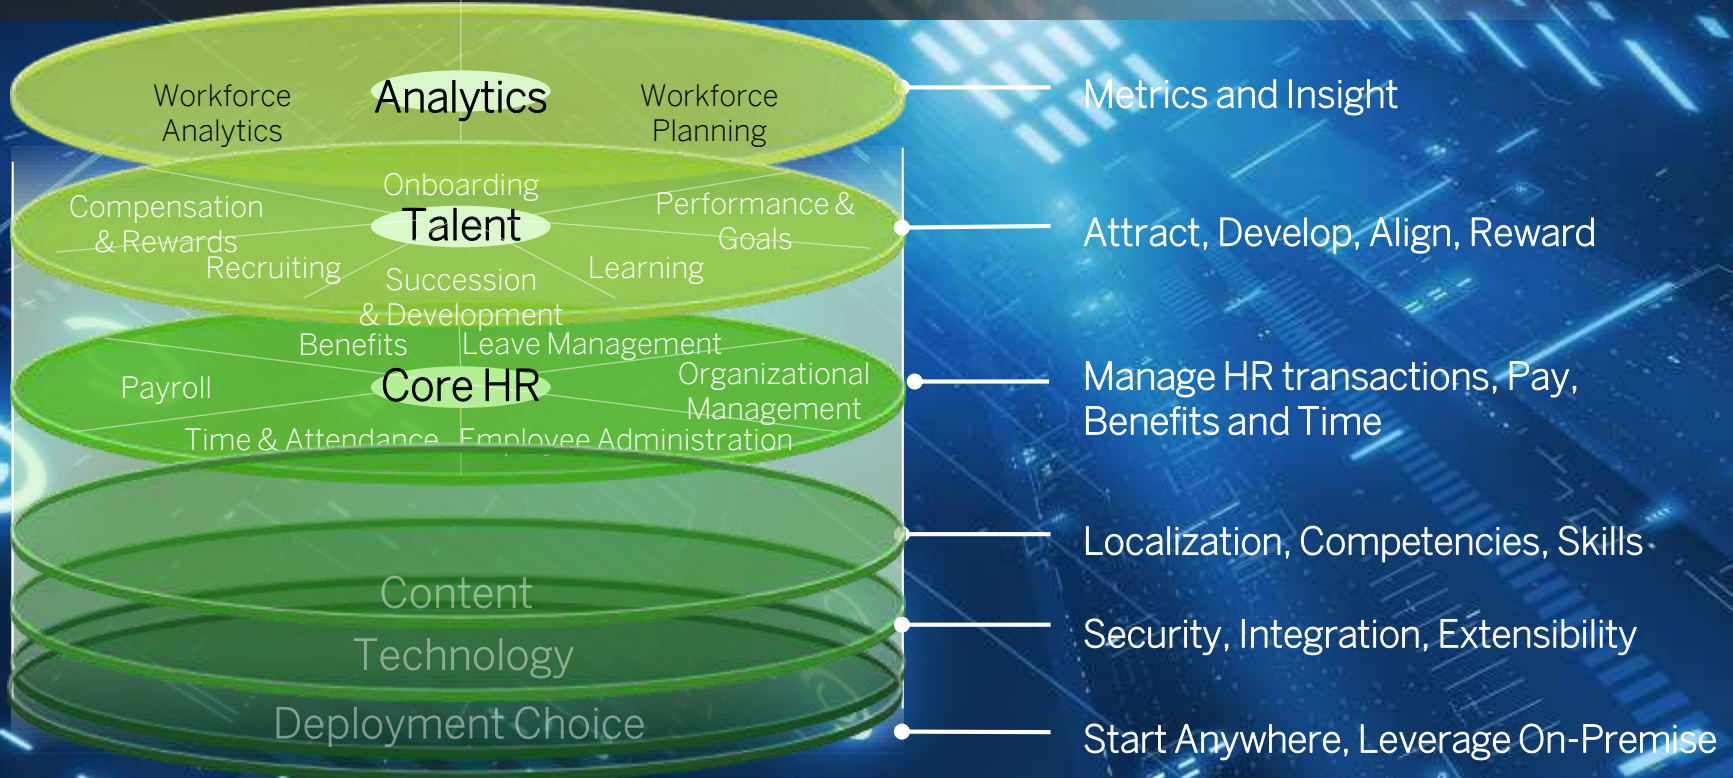 Workforce
Analytics
Analytics
Workforce
Planning
Metrics and Insight
Onboarding
Compensation
& Rewards
Talent
Performance &
Goals
Recruiting
Succession
& Development
Learning
Attract, Develop, Align, Reward
Benefits
Leave Management
Payroll
Core HR
Organizational
Management
Time & Attendance
Employee Administration
Manage HR transactions, Pay,
Benefits and Time
Localization, Competencies, Skills
Content
Security, Integration, Extensibility
Technology
Deployment Choice
Start Anywhere, Leverage On-Premise